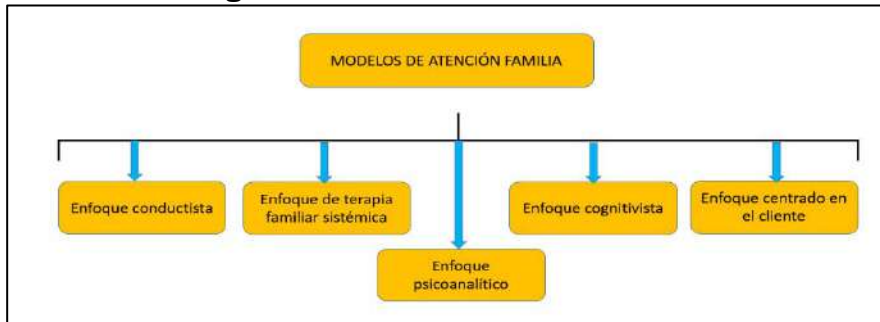 MODELOS DE ATENCIÓN FAMILIA
Enfoque conductista
Enfoque de terapia
familiar sistémica
Enfoque
psicoanalítico
Enfoque cognitivista
Enfoque centrado en
el cliente